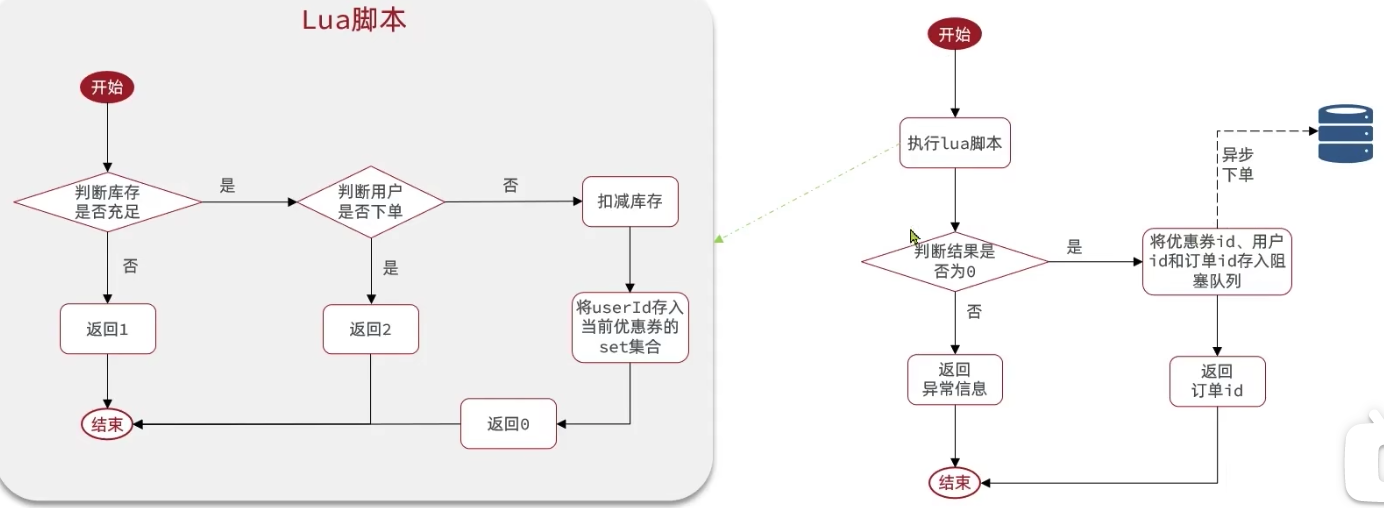 Lua脚本
开始
判断库存
是否充足
是
判断用户
是否下单
否
扣减库存
否
是
将userId存入
当前优惠券的
set集合
返回1
返回2
返回0
结束
开始
执行lua脚本
异步
下单
判断结果是
否为0
是
将优惠券id、用户
id和订单id存入阻
塞队列
否
返回
异常信息
返回
订单id
结束